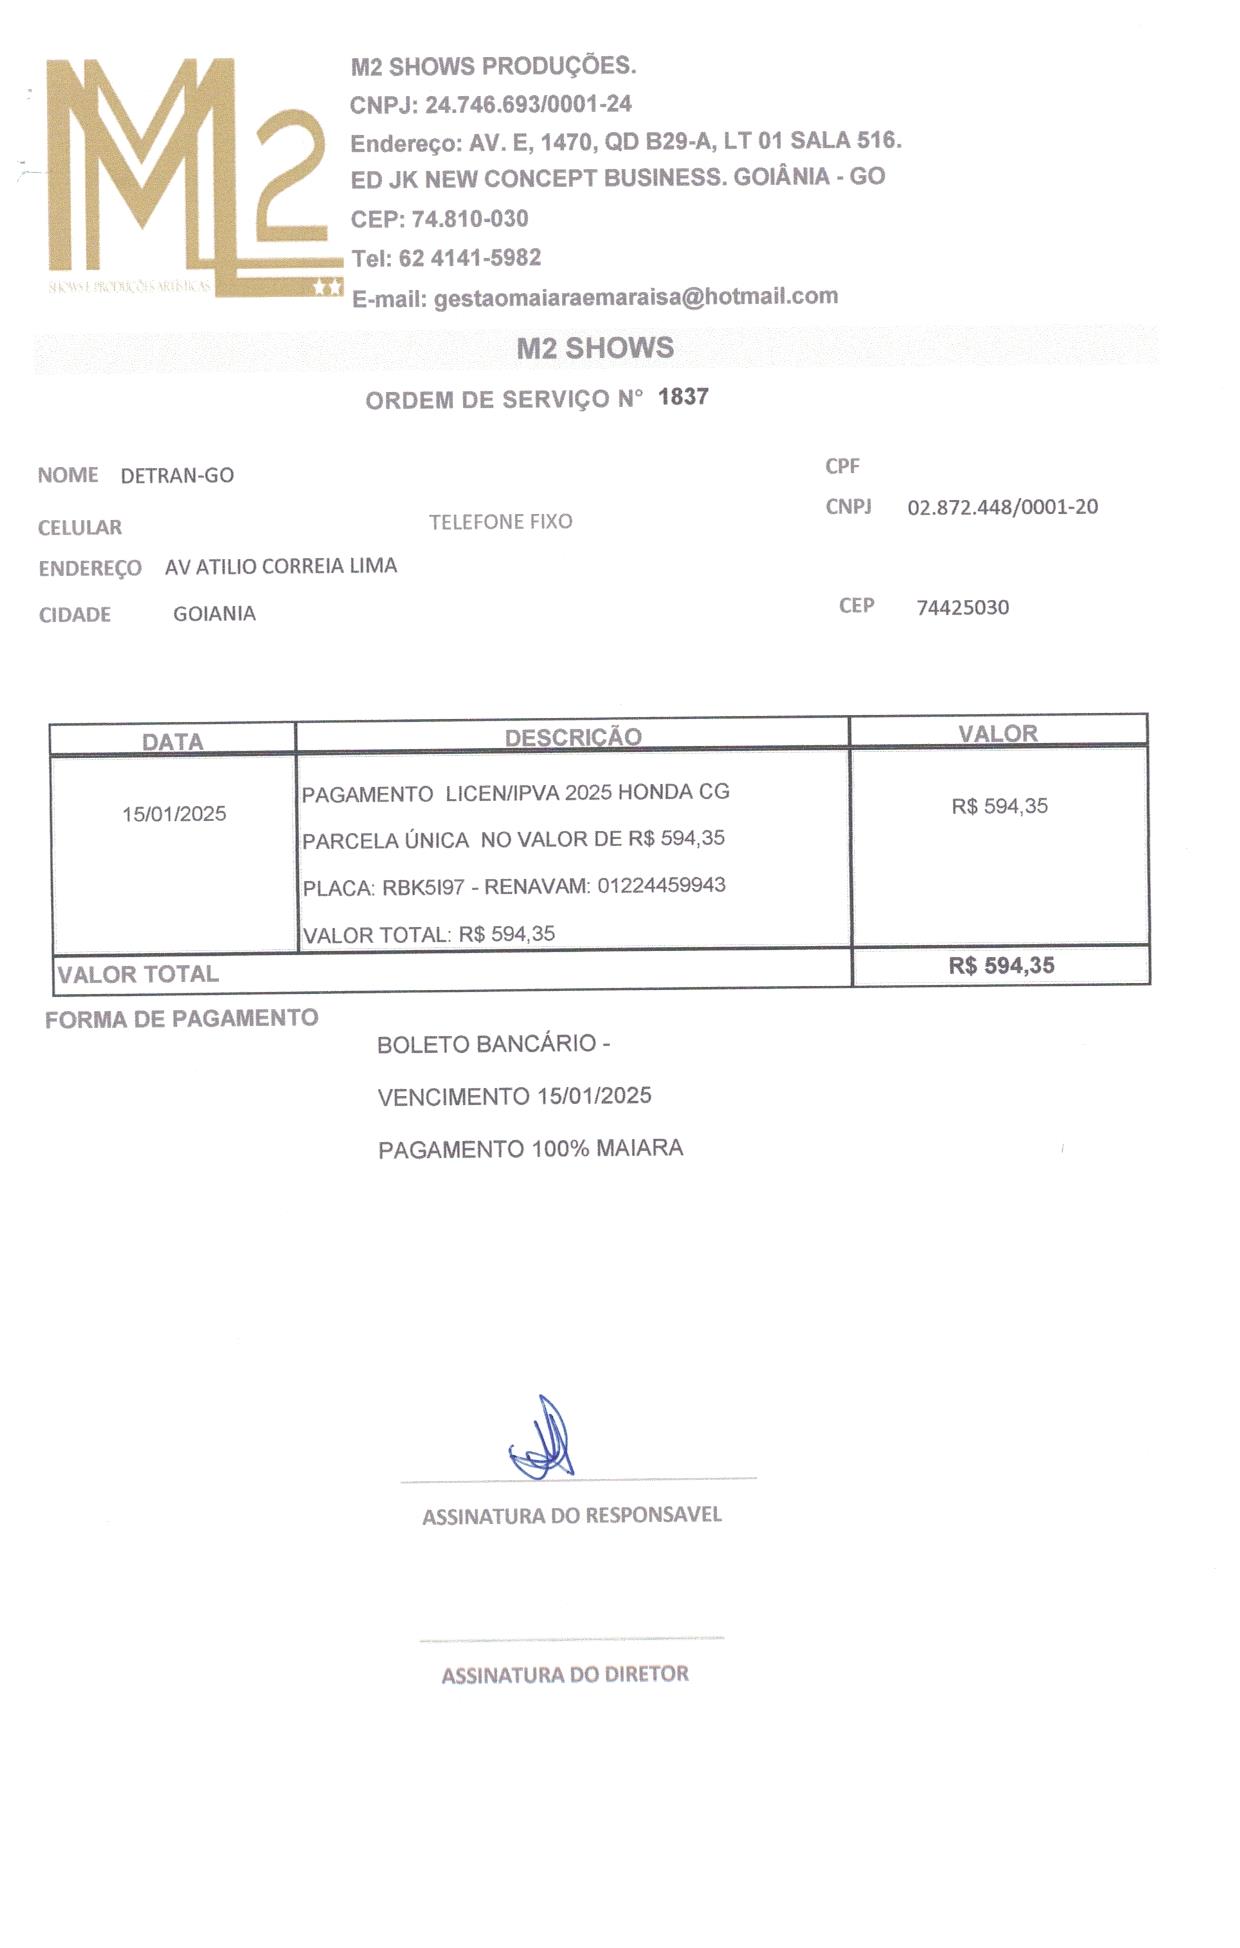 M2 SHOWS PRODUÇÕES.
CNPJ: 24.746.693/0001-24
Endereço: AV. E, 1470, QD B29-A, LT 01 SALA 516.
ED JK NEW CONCEPT BUSINESS. GOIÂNIA - GO
CEP: 74.810-030
Tel: 62 4141-5982
E-mail: gestaomaiaraemaraisa@hotmail.com
M2
SHOWS E PRODUÇÕES ARTÍSTICAS
M2 SHOWS
ORDEM DE SERVIÇO N° 1837
NOME DETRAN-GO CPF
CNPJ 02.872.448/0001-20
CELULAR TELEFONE FIXO
ENDEREÇO AV ATILIO CORREIA LIMA
CIDADE GOIANIA CEP 74425030
DATA DESCRIÇÃO VALOR
15/01/2025 PAGAMENTO LICEN/IPVA 2025 HONDA CG R$ 594,35
PARCELA ÚNICA NO VALOR DE R$ 594,35
PLACA: RBK5I97 - RENAVAM: 01224459943
VALOR TOTAL: R$ 594,35
VALOR TOTAL R$ 594,35
FORMA DE PAGAMENTO
BOLETO BANCÁRIO -
VENCIMENTO 15/01/2025
PAGAMENTO 100% MAIARA
ASSINATURA DO RESPONSAVEL
ASSINATURA DO DIRETOR